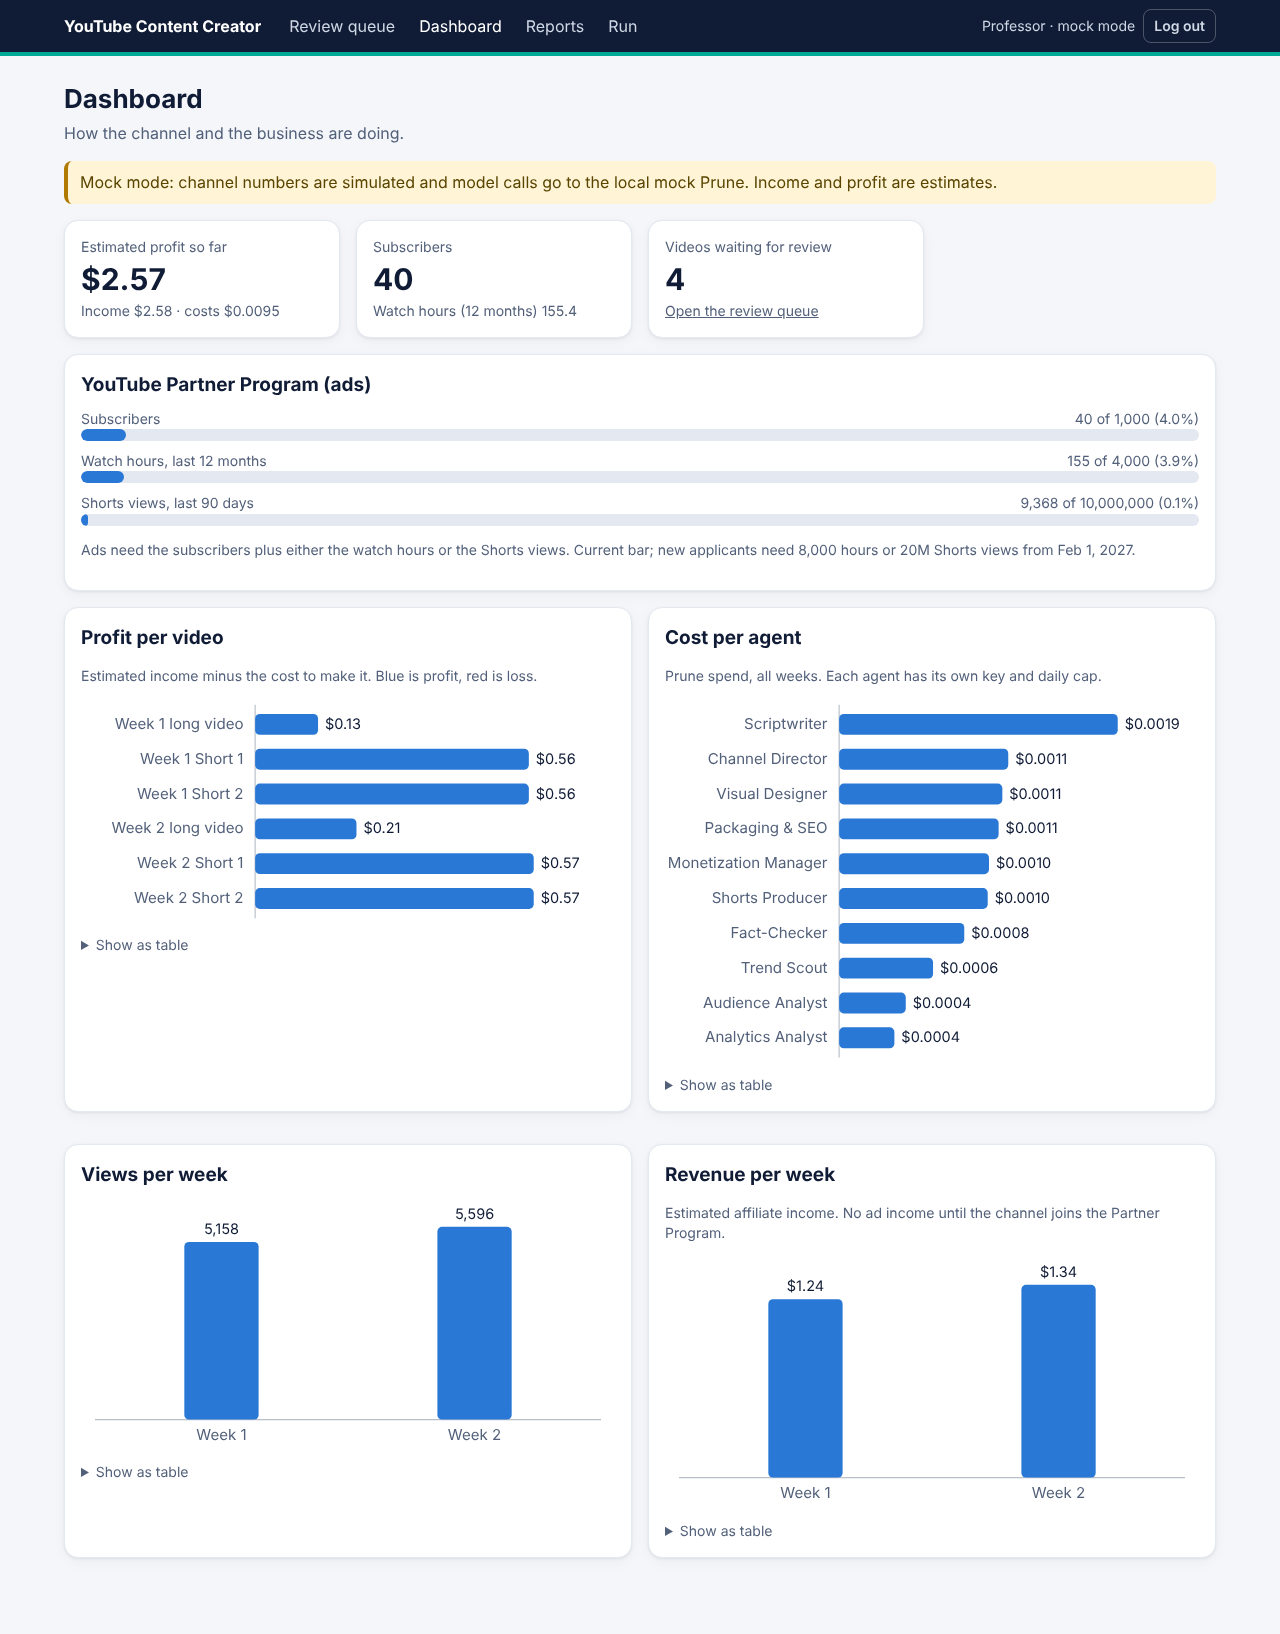 YouTube Content Creator
Review queue
Dashboard
Reports
Run
Professor · mock mode
Log out
Dashboard
How the channel and the business are doing.
Mock mode: channel numbers are simulated and model calls go to the local mock Prune. Income and profit are estimates.
Estimated profit so far
$2.57
Income $2.58 · costs $0.0095
Subscribers
40
Watch hours (12 months) 155.4
Videos waiting for review
4
Open the review queue
YouTube Partner Program (ads)
Subscribers 40 of 1,000 (4.0%)
Watch hours, last 12 months 155 of 4,000 (3.9%)
Shorts views, last 90 days 9,368 of 10,000,000 (0.1%)
Ads need the subscribers plus either the watch hours or the Shorts views. Current bar; new applicants need 8,000 hours or 20M Shorts views from Feb 1, 2027.
Profit per video
Estimated income minus the cost to make it. Blue is profit, red is loss.
Week 1 long video $0.13
Week 1 Short 1 $0.56
Week 1 Short 2 $0.56
Week 2 long video $0.21
Week 2 Short 1 $0.57
Week 2 Short 2 $0.57
Show as table
Cost per agent
Prune spend, all weeks. Each agent has its own key and daily cap.
Scriptwriter $0.0019
Channel Director $0.0011
Visual Designer $0.0011
Packaging & SEO $0.0011
Monetization Manager $0.0010
Shorts Producer $0.0010
Fact-Checker $0.0008
Trend Scout $0.0006
Audience Analyst $0.0004
Analytics Analyst $0.0004
Show as table
Views per week
5,158
5,596
Week 1
Week 2
Show as table
Revenue per week
Estimated affiliate income. No ad income until the channel joins the Partner
Program.
$1.24
$1.34
Week 1
Week 2
Show as table